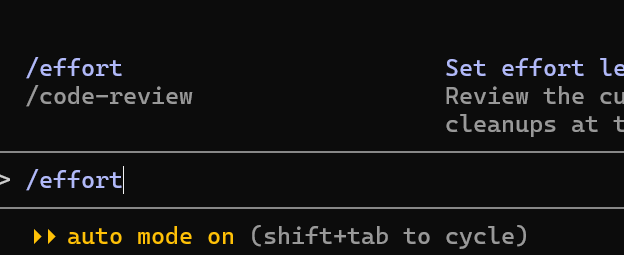 /effort Set effort le
/code-review Review the cu
cleanups at t
> /effort
⏵⏵ auto mode on (shift+tab to cycle)